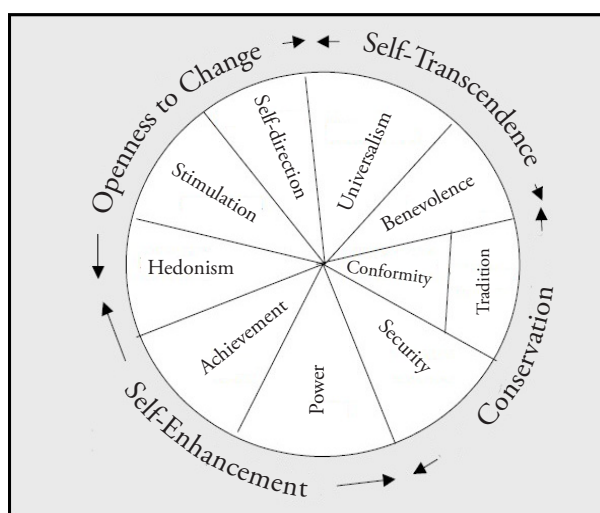 Openness to Change
Self-Transcendence
Self-direction
Universalism
Stimulation
Benevolence
Hedonism
Conformity
Tradition
Achievement
Security
Power
Conservation
Self-Enhancement